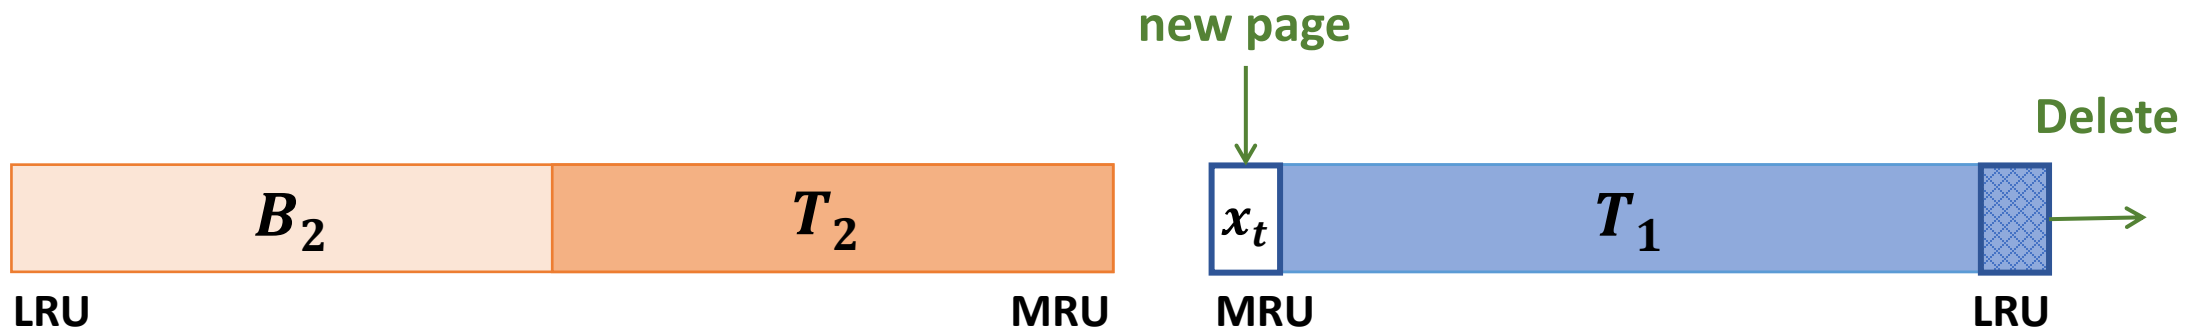 new page
Delete
B₂ T₂ xₜ T₁
LRU MRU MRU LRU